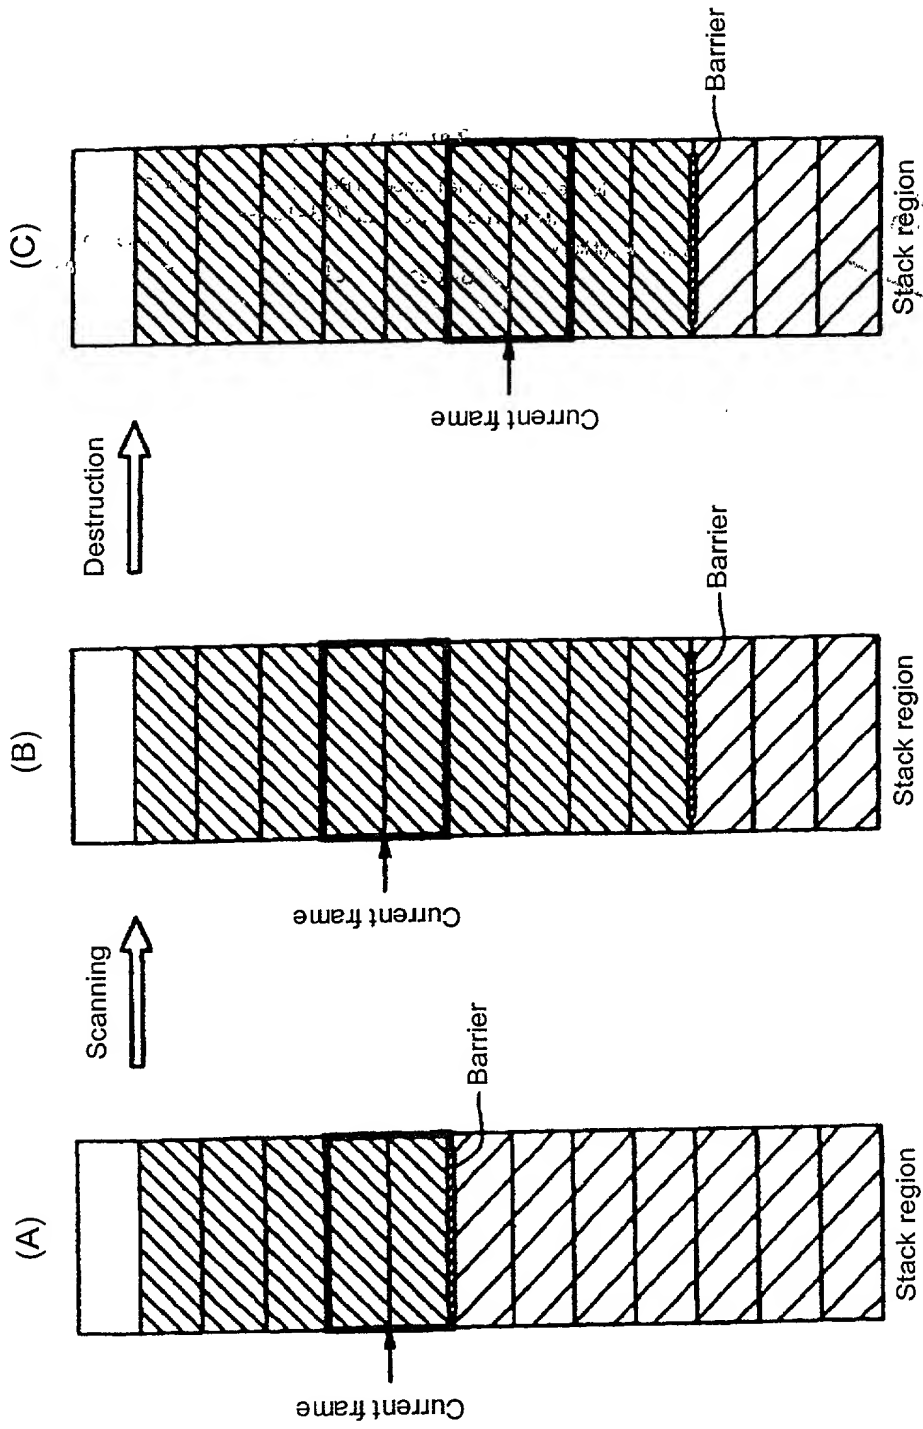 (A)
Scanning
(B)
Destruction
(C)
Current frame
Barrier
Stack region
Current frame
Barrier
Stack region
Current frame
Barrier
Stack region